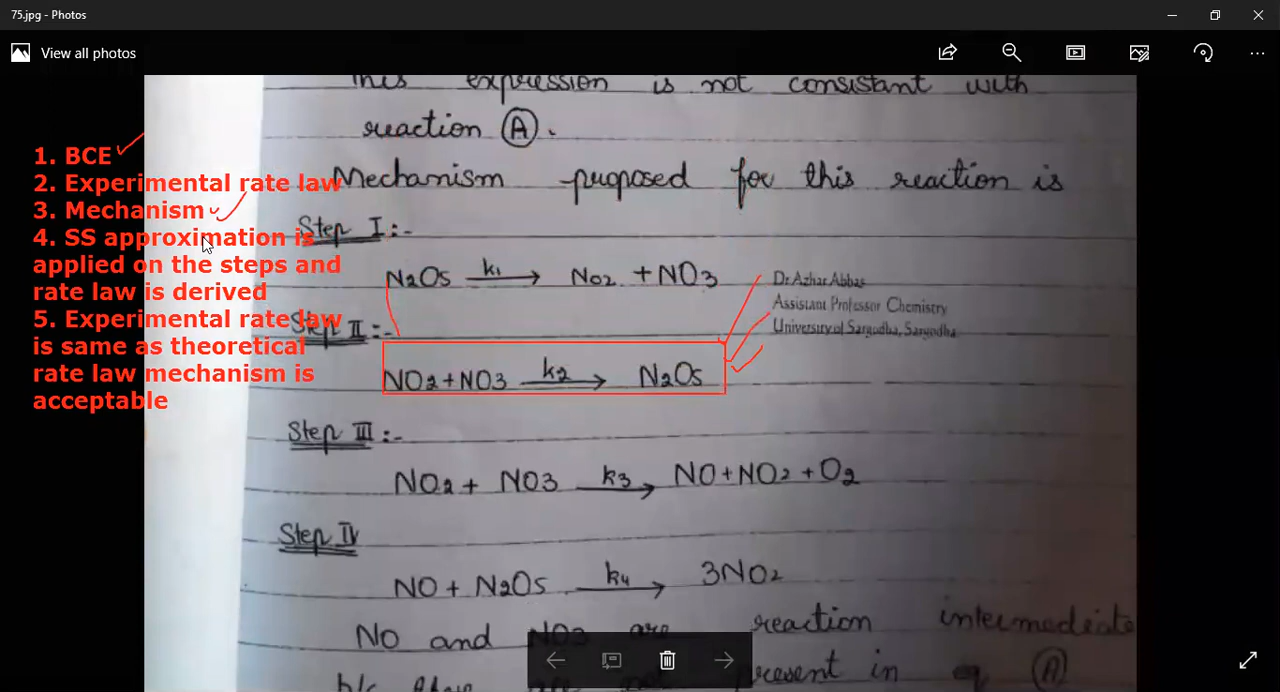 75.jpg - Photos
View all photos
This expression is not consistant with
reaction (A).
1. BCE
2. Experimental rate law
3. Mechanism
4. SS approximation is
applied on the steps and
rate law is derived
5. Experimental rate law
is same as theoretical
rate law mechanism is
acceptable
Mechanism proposed for this reaction is
Step I:-
N2O5 k1 → NO2 + NO3
Dr.Azhar Abbas
Assistant Professor Chemistry
University of Sargodha, Sargodha
Step II:-
NO2+NO3 k2 → N2O5
Step III:-
NO2 + NO3 k3 → NO+NO2+O2
Step IV
NO + N2O5 k4 → 3NO2
NO and NO3 are reaction intermediate
b/c present in eq (A)